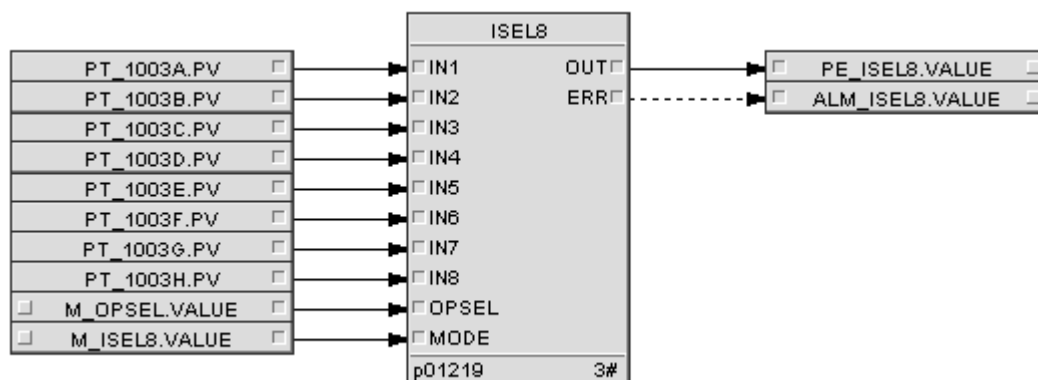 ISEL8
PT_1003A.PV IN1 OUT PE_ISEL8.VALUE
PT_1003B.PV IN2 ERR ALM_ISEL8.VALUE
PT_1003C.PV IN3
PT_1003D.PV IN4
PT_1003E.PV IN5
PT_1003F.PV IN6
PT_1003G.PV IN7
PT_1003H.PV IN8
M_OPSEL.VALUE OPSEL
M_ISEL8.VALUE MODE
p01219 3#